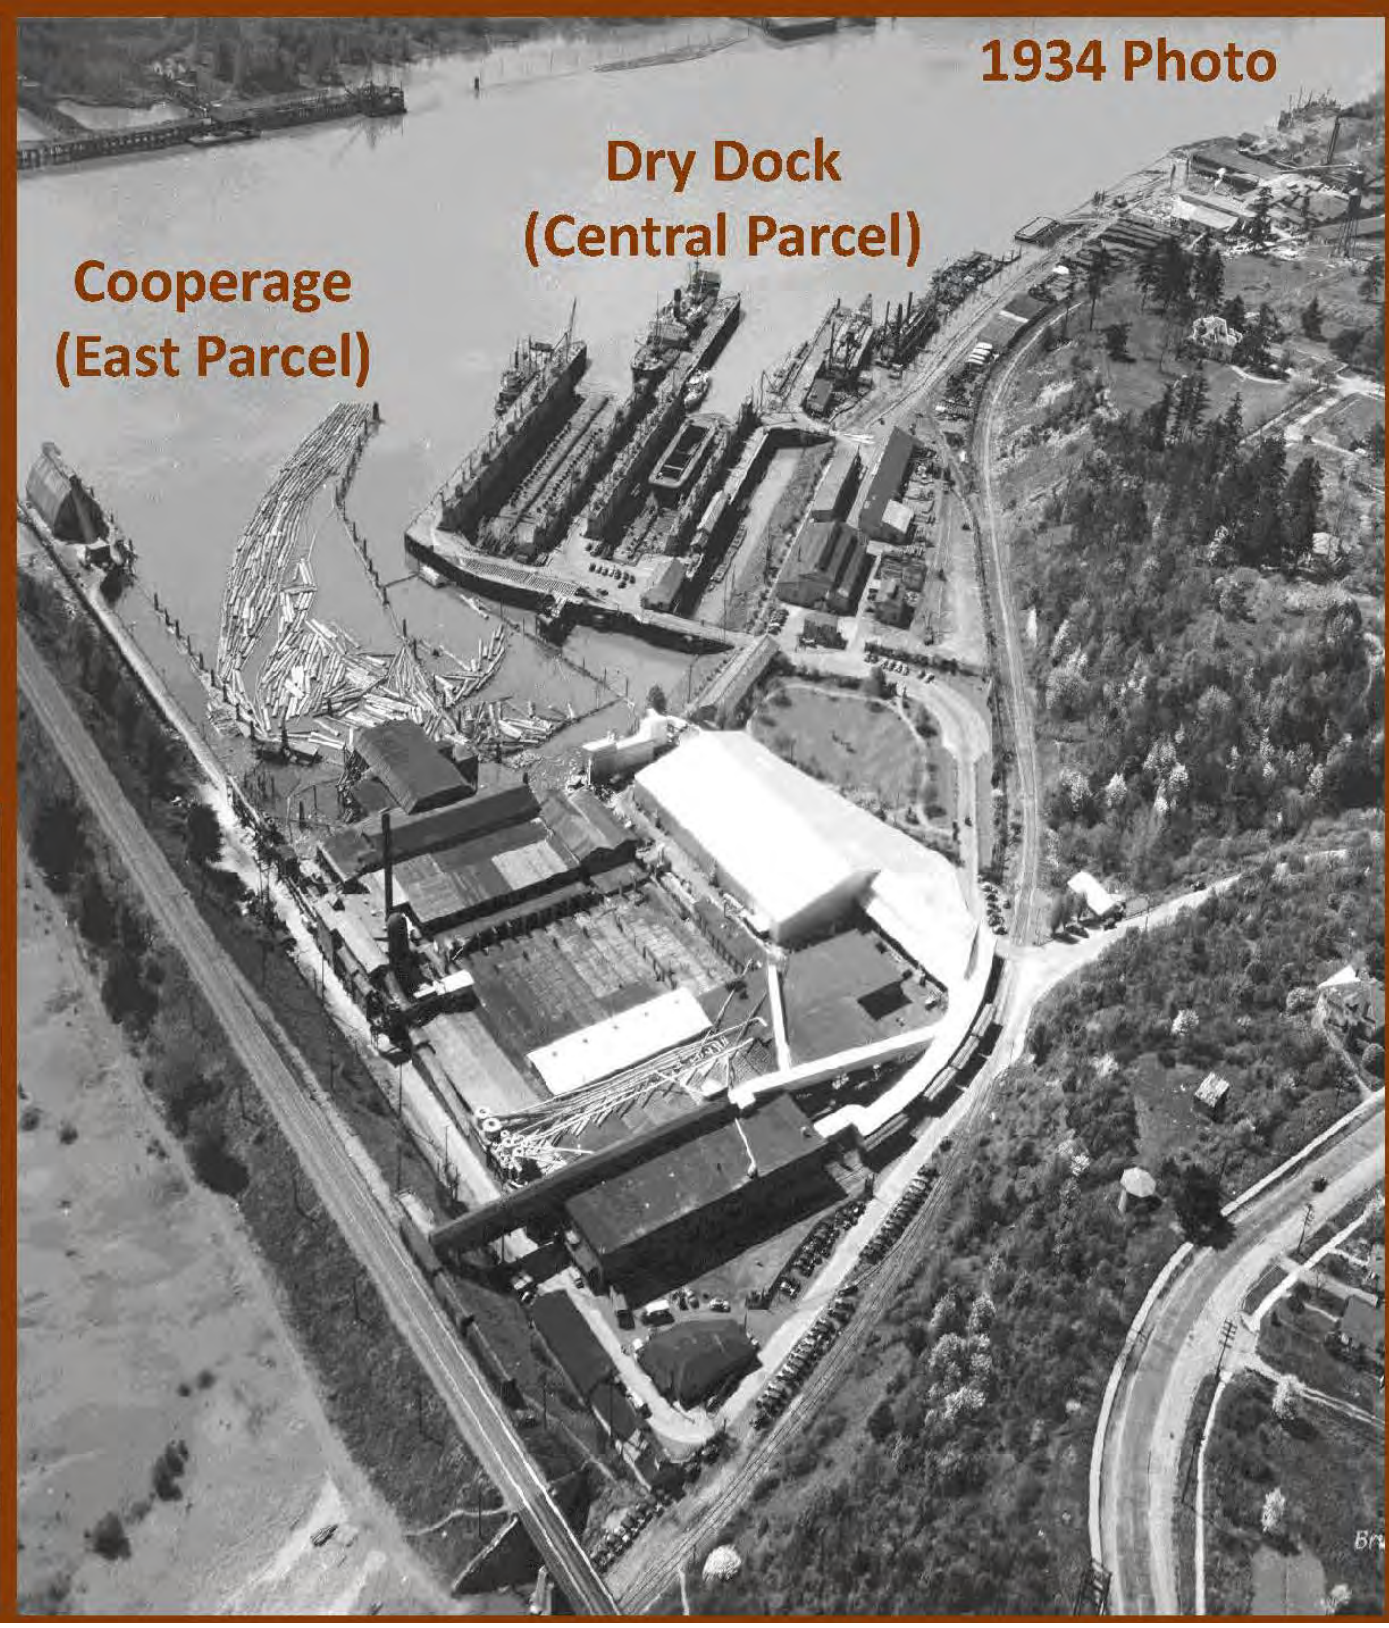 1934 Photo
Dry Dock
(Central Parcel)
Cooperage
(East Parcel)